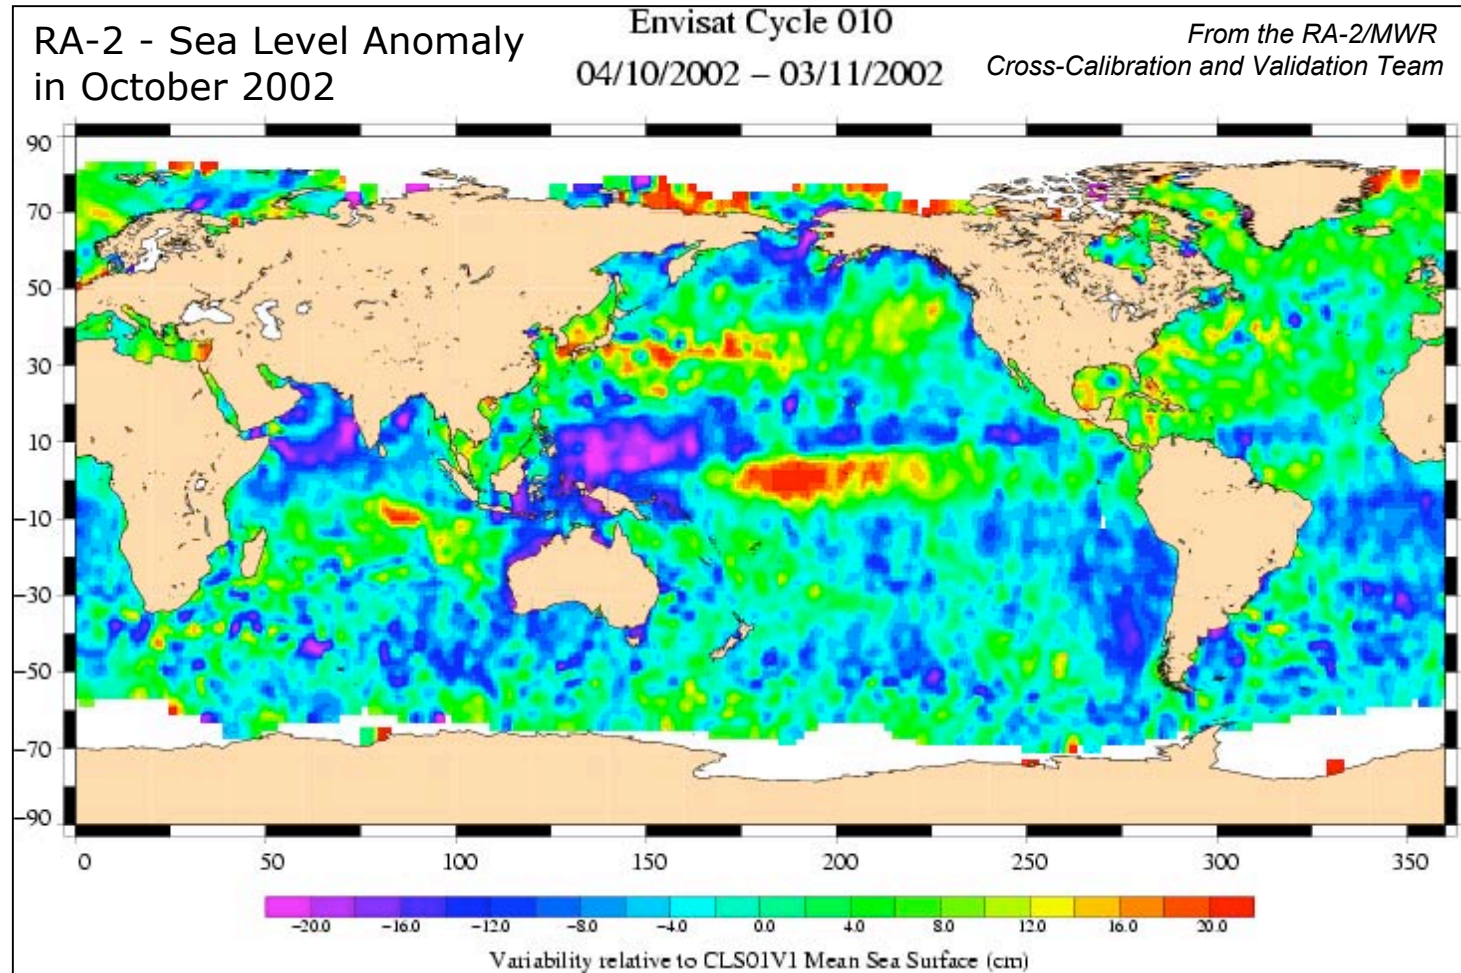 RA-2 - Sea Level Anomaly
in October 2002
Envisat Cycle 010
04/10/2002 – 03/11/2002
From the RA-2/MWR
Cross-Calibration and Validation Team
90
70
50
30
10
−10
−30
−50
−70
−90
0 50 100 150 200 250 300 350
−20.0 −16.0 −12.0 −8.0 −4.0 0.0 4.0 8.0 12.0 16.0 20.0
Variability relative to CLS01V1 Mean Sea Surface (cm)